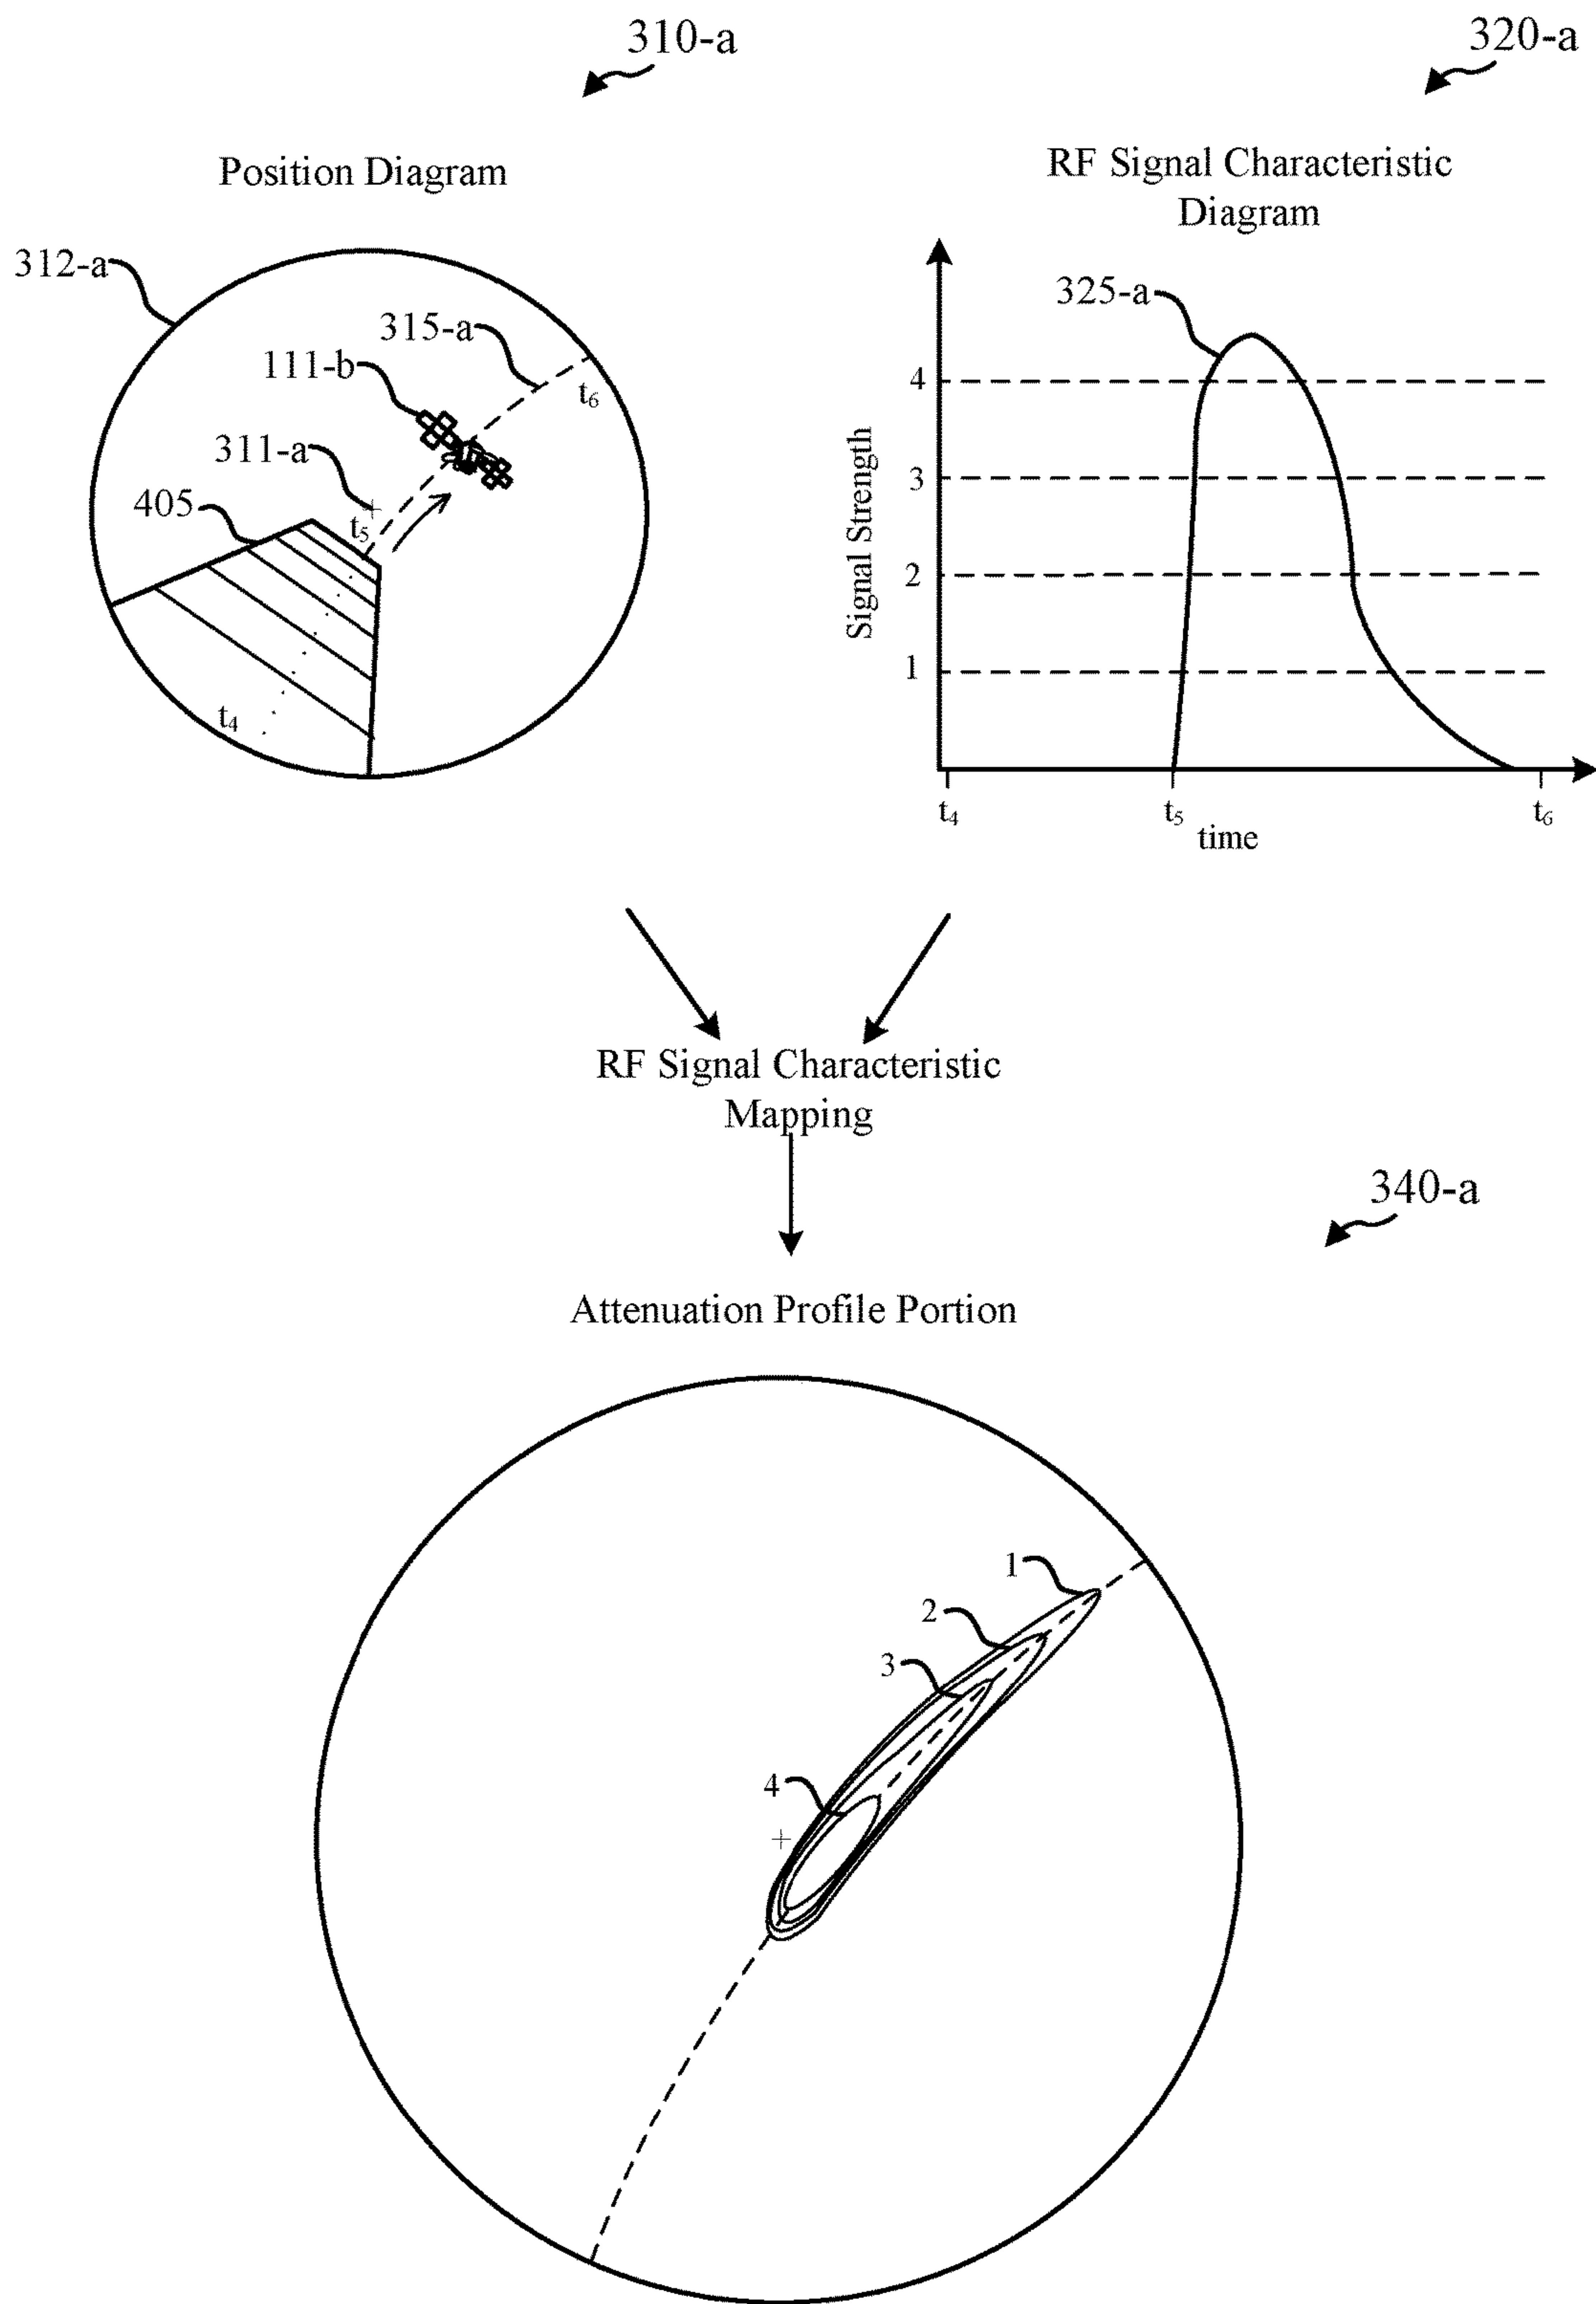 310-a
320-a
Position Diagram
RF Signal Characteristic
Diagram
312-a
315-a
111-b
t6
311-a
405
t5
t4
325-a
4
3
2
1
Signal Strength
t4
t5
t6
time
RF Signal Characteristic
Mapping
340-a
Attenuation Profile Portion
1
2
3
4